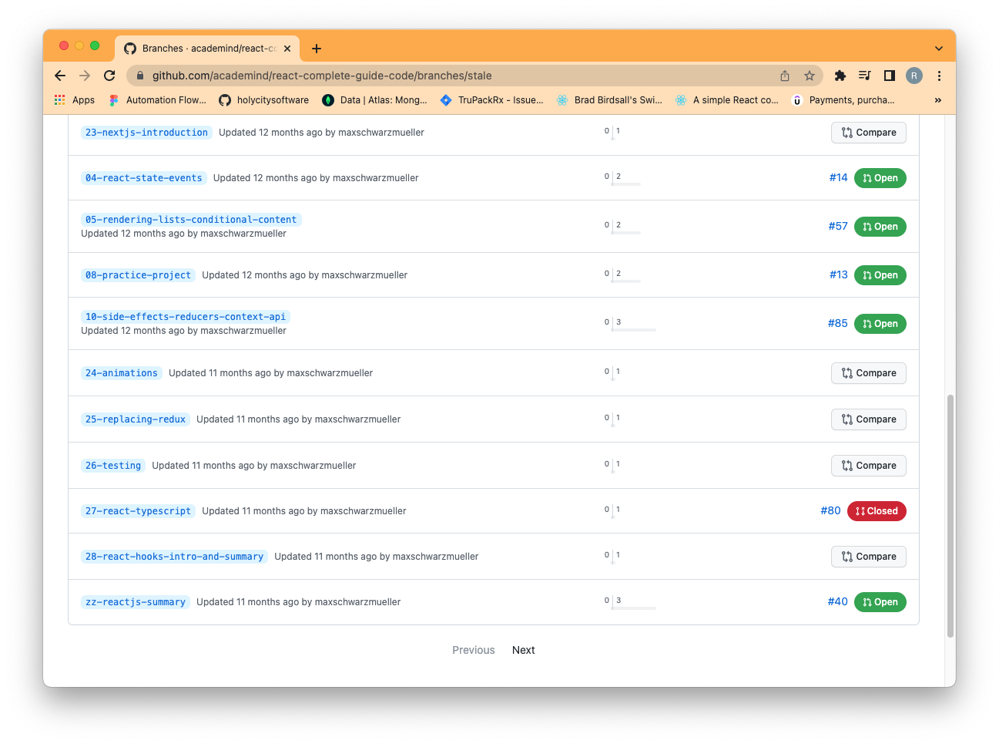 Branches · academind/react-co
github.com/academind/react-complete-guide-code/branches/stale
R
Apps Automation Flow... holycitysoftware Data | Atlas: Mong... TruPackRx - Issue... Brad Birdsall's Swi... A simple React co... Payments, purcha... »
23-nextjs-introduction Updated 12 months ago by maxschwarzmueller 0 1 Compare
04-react-state-events Updated 12 months ago by maxschwarzmueller 0 2 #14 Open
05-rendering-lists-conditional-content
Updated 12 months ago by maxschwarzmueller 0 2 #57 Open
08-practice-project Updated 12 months ago by maxschwarzmueller 0 2 #13 Open
10-side-effects-reducers-context-api
Updated 12 months ago by maxschwarzmueller 0 3 #85 Open
24-animations Updated 11 months ago by maxschwarzmueller 0 1 Compare
25-replacing-redux Updated 11 months ago by maxschwarzmueller 0 1 Compare
26-testing Updated 11 months ago by maxschwarzmueller 0 1 Compare
27-react-typescript Updated 11 months ago by maxschwarzmueller 0 1 #80 Closed
28-react-hooks-intro-and-summary Updated 11 months ago by maxschwarzmueller 0 1 Compare
zz-reactjs-summary Updated 11 months ago by maxschwarzmueller 0 3 #40 Open
Previous Next